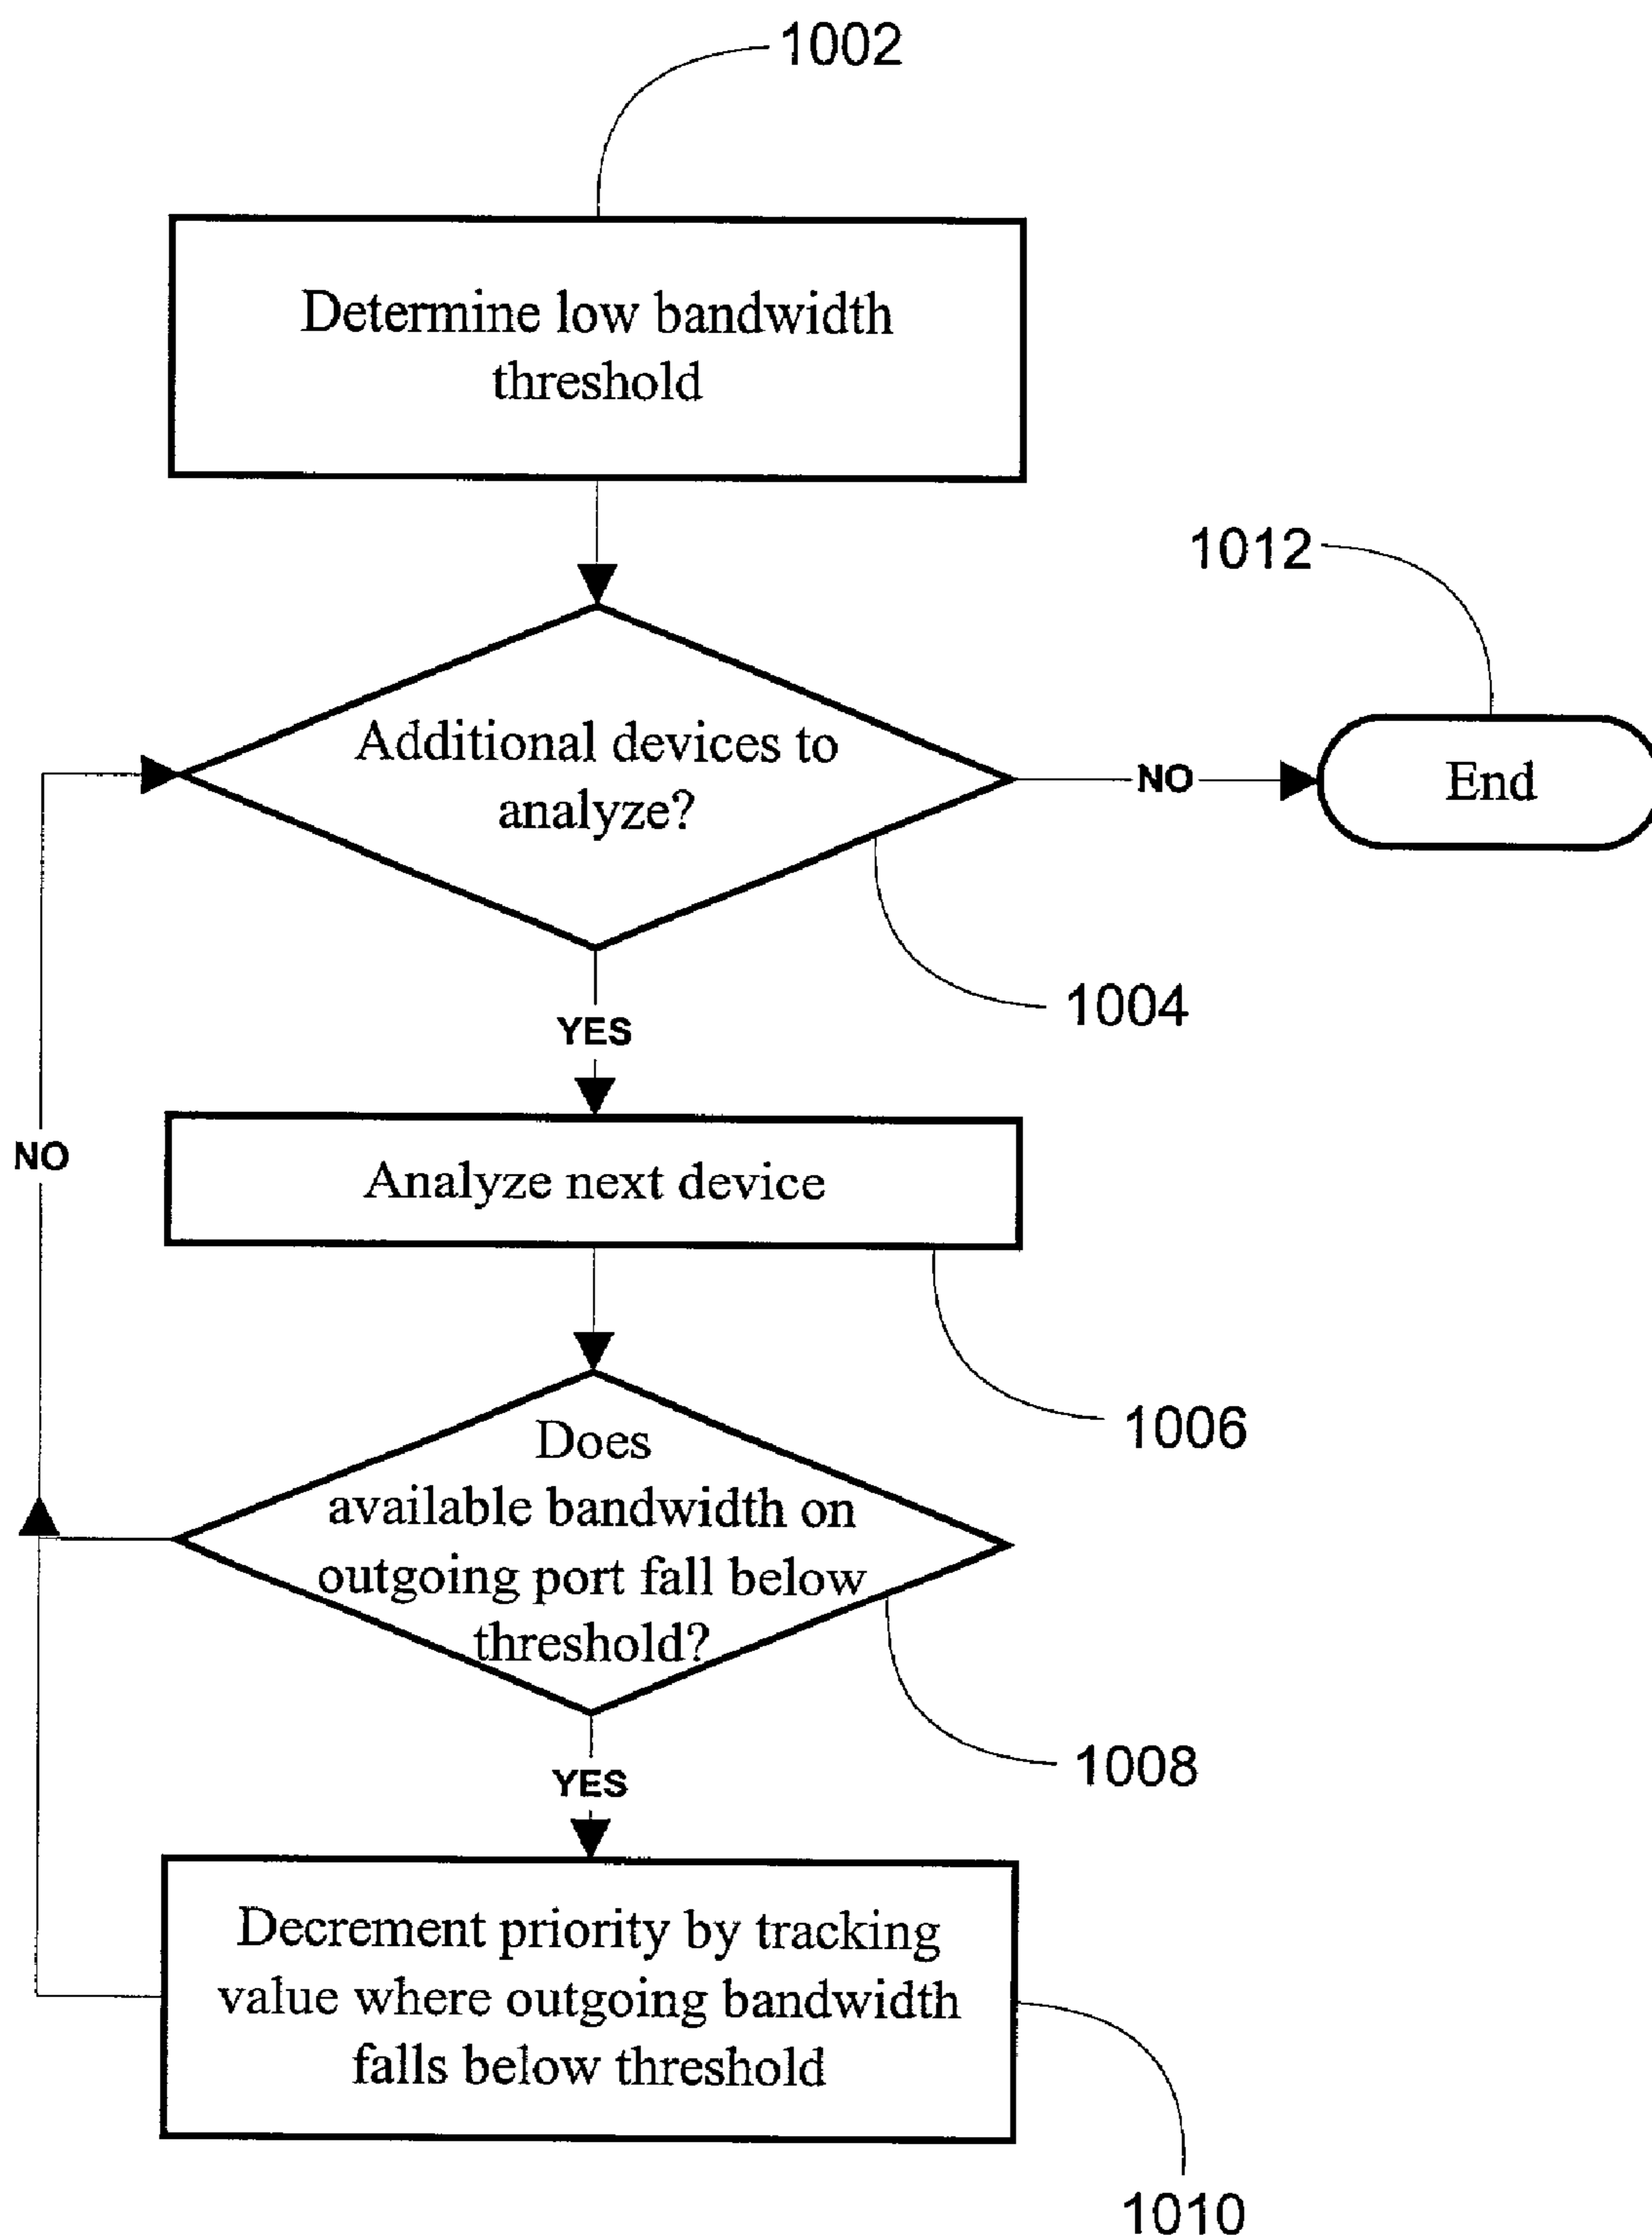 1002
Determine low bandwidth
threshold
1012
Additional devices to
analyze?
NO
End
1004
YES
NO
Analyze next device
1006
Does
available bandwidth on
outgoing port fall below
threshold?
1008
YES
Decrement priority by tracking
value where outgoing bandwidth
falls below threshold
1010